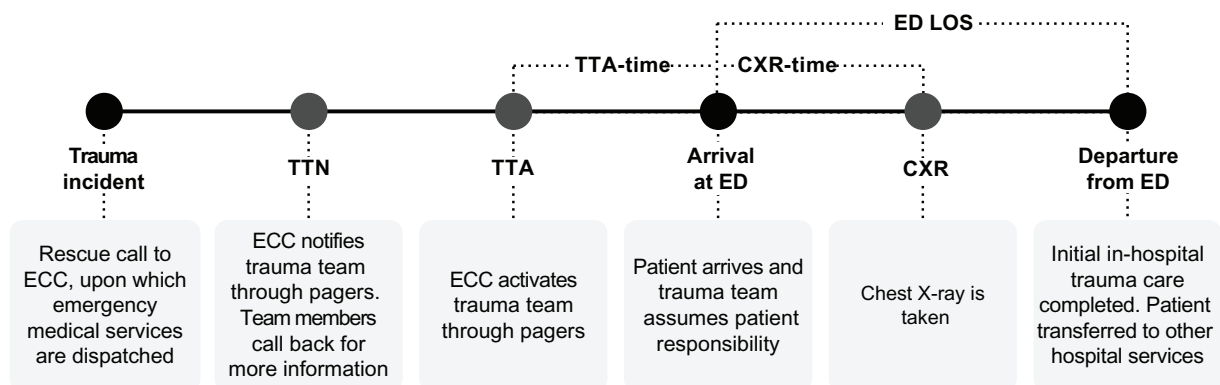 ED LOS
TTA-time
CXR-time
Trauma
incident
TTN
TTA
Arrival
at ED
CXR
Departure
from ED
Rescue call to
ECC, upon which
emergency
medical services
are dispatched
ECC notifies
trauma team
through pagers.
Team members
call back for
more information
ECC activates
trauma team
through pagers
Patient arrives and
trauma team
assumes patient
responsibility
Chest X-ray is
taken
Initial in-hospital
trauma care
completed. Patient
transferred to other
hospital services